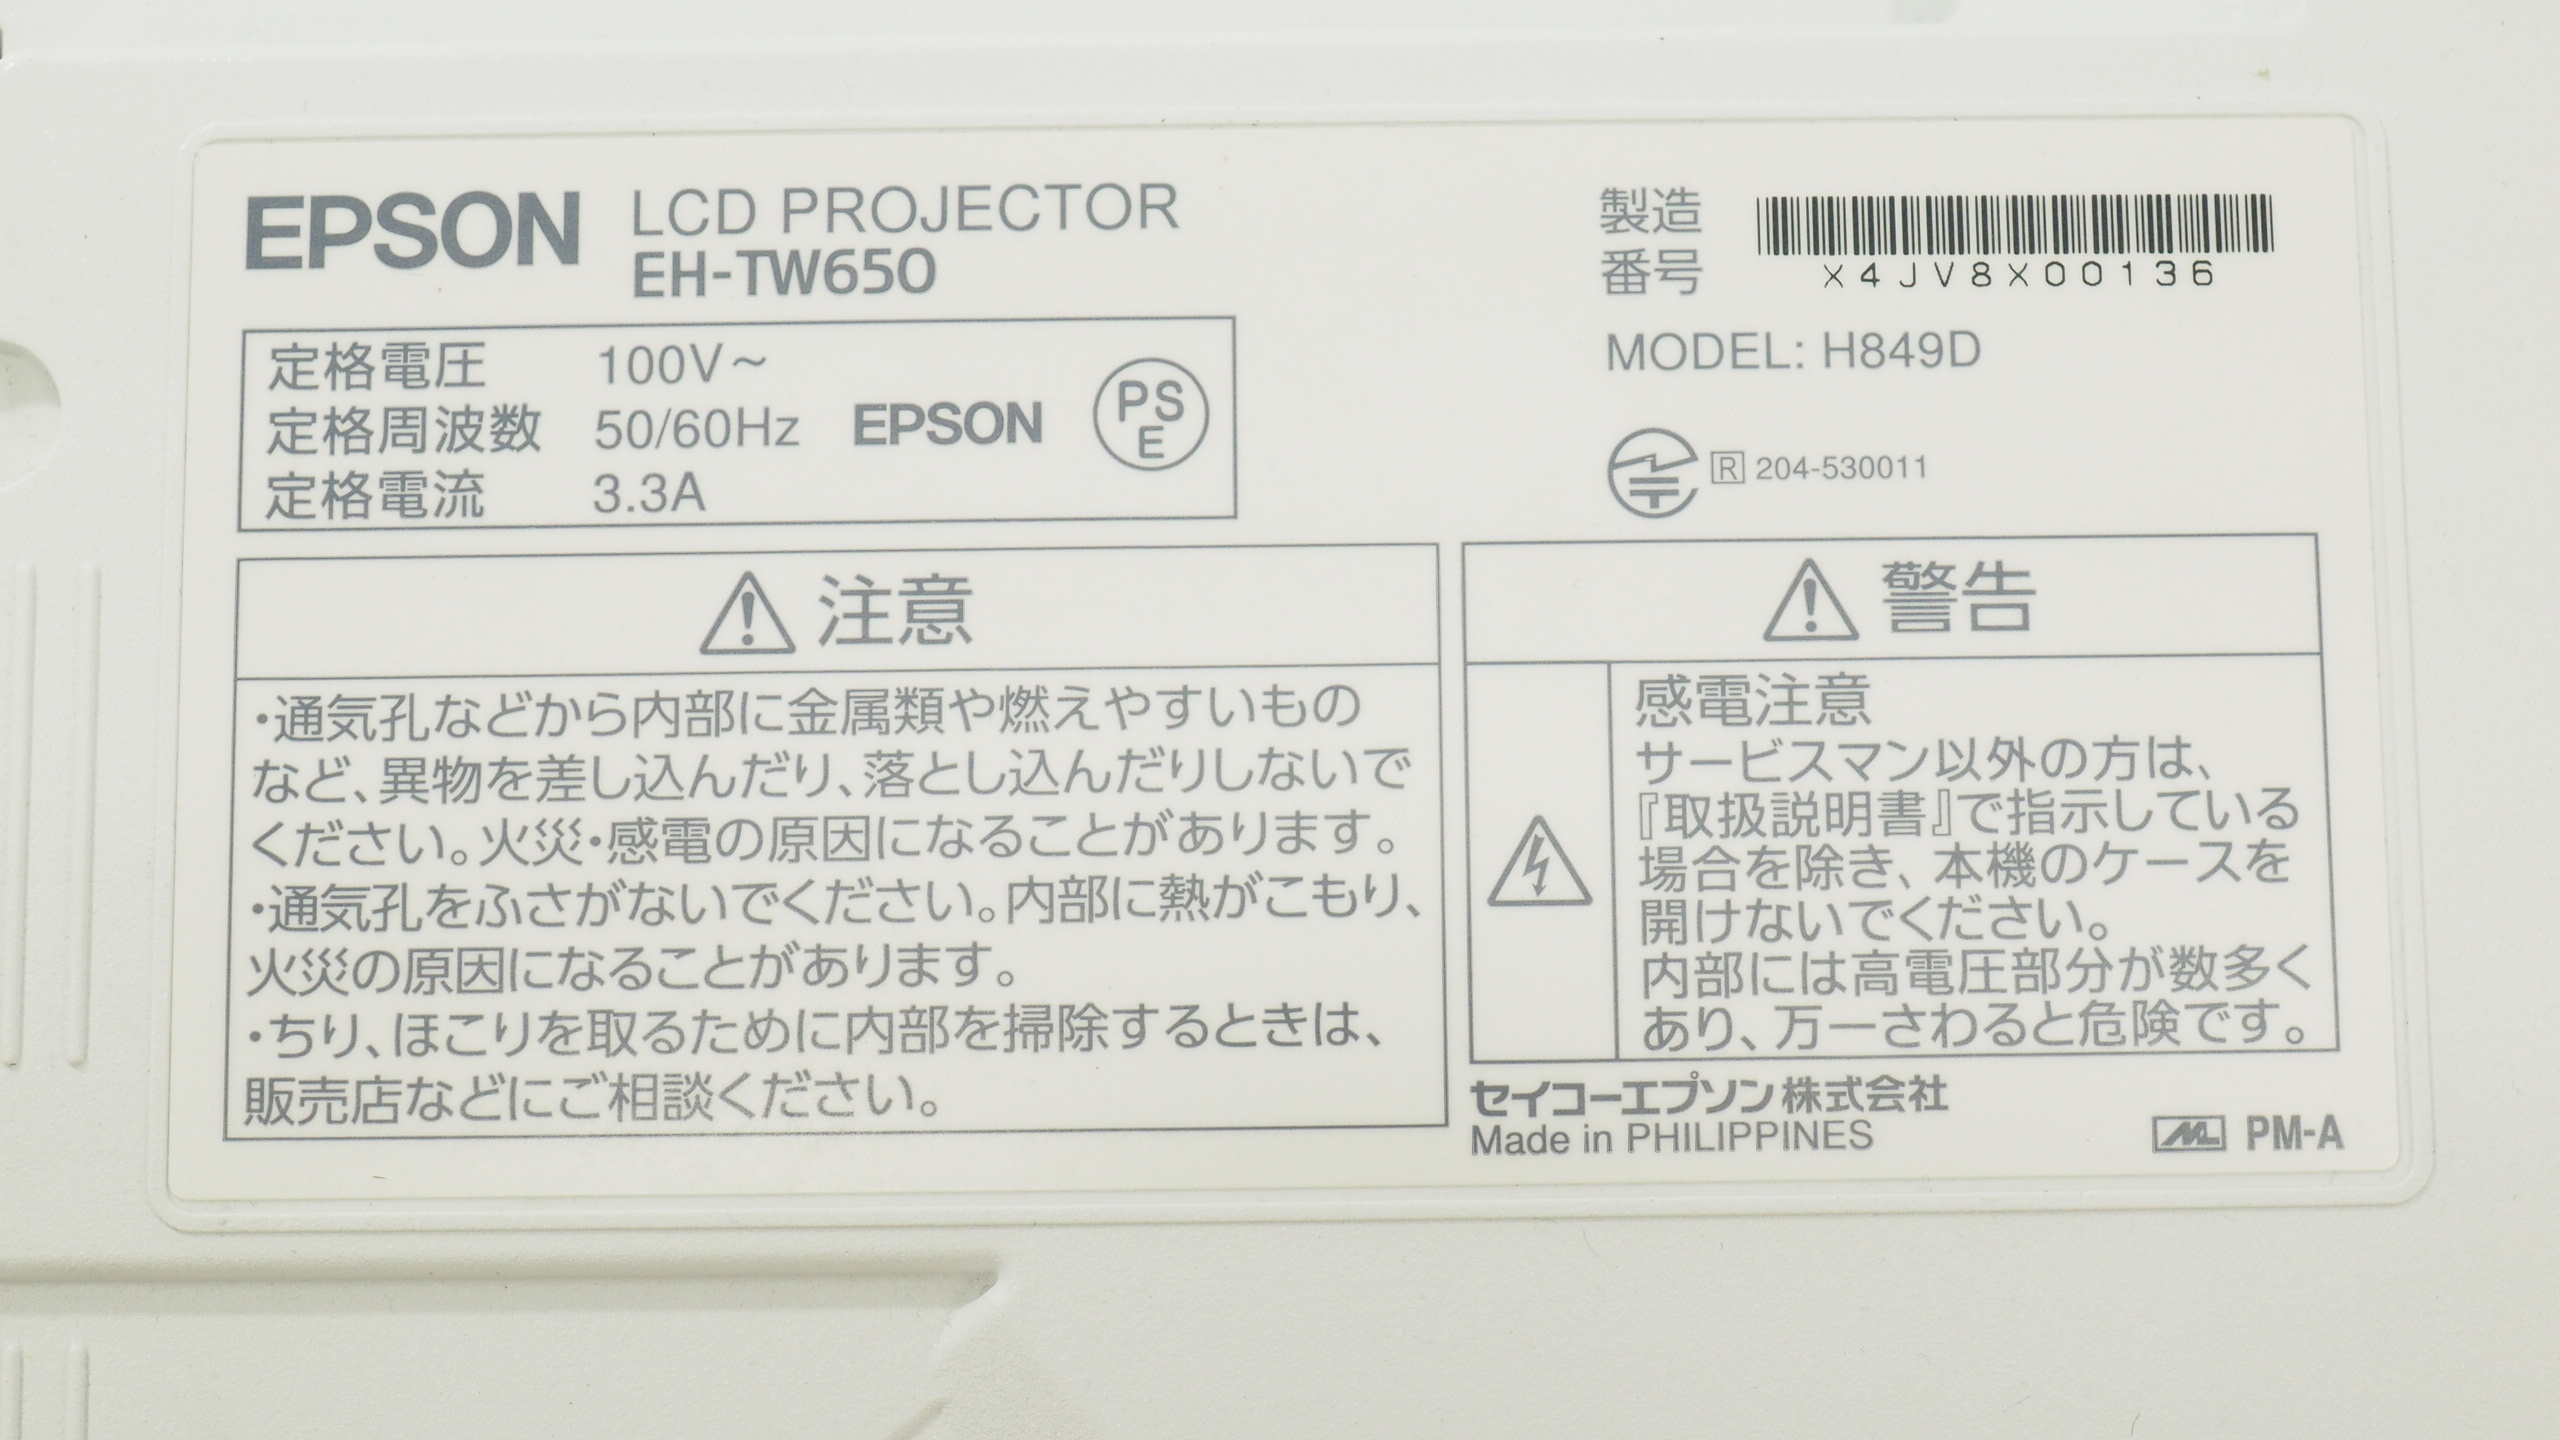 EPSON LCD PROJECTOR
EH-TW650
製造
番号
X4JV8X00136
MODEL: H849D
R 204-530011
定格電圧 100V～
定格周波数 50/60Hz
定格電流 3.3A
EPSON
PS
E
注意
・通気孔などから内部に金属類や燃えやすいもの
など、異物を差し込んだり、落とし込んだりしないで
ください。火災・感電の原因になることがあります。
・通気孔をふさがないでください。内部に熱がこもり、
火災の原因になることがあります。
・ちり、ほこりを取るために内部を掃除するときは、
販売店などにご相談ください。
警告
感電注意
サービスマン以外の方は、
『取扱説明書』で指示している
場合を除き、本機のケースを
開けないでください。
内部には高電圧部分が数多く
あり、万一さわると危険です。
セイコーエプソン株式会社
Made in PHILIPPINES
ML PM-A